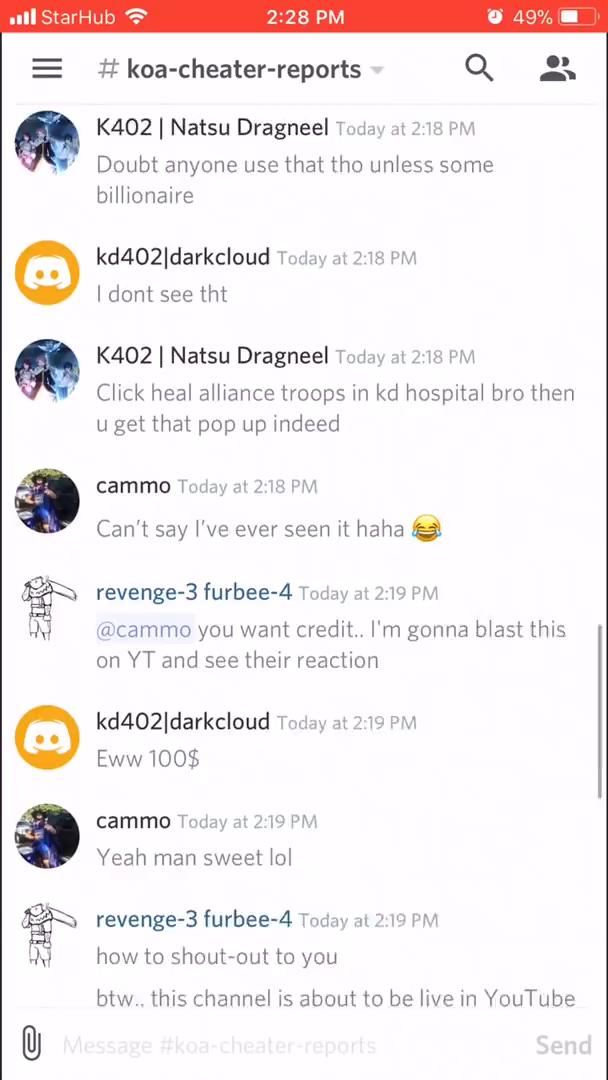 StarHub 2:28 PM 49%
# koa-cheater-reports
K402 | Natsu Dragneel Today at 2:18 PM
Doubt anyone use that tho unless some
billionaire
kd402|darkcloud Today at 2:18 PM
I dont see tht
K402 | Natsu Dragneel Today at 2:18 PM
Click heal alliance troops in kd hospital bro then
u get that pop up indeed
cammo Today at 2:18 PM
Can't say I've ever seen it haha 😂
revenge-3 furbee-4 Today at 2:19 PM
@cammo you want credit.. I'm gonna blast this
on YT and see their reaction
kd402|darkcloud Today at 2:19 PM
Eww 100$
cammo Today at 2:19 PM
Yeah man sweet lol
revenge-3 furbee-4 Today at 2:19 PM
how to shout-out to you
btw., this channel is about to be live in YouTube
Message #koa-cheater-reports Send